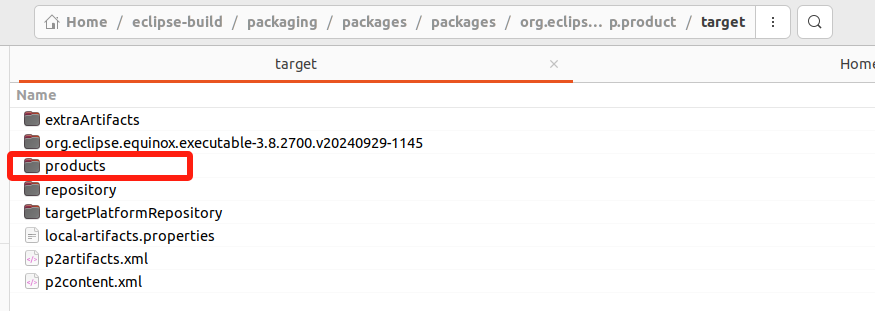 Home / eclipse-build / packaging / packages / packages / org.eclips… p.product / target
target × Home
Name
extraArtifacts
org.eclipse.equinox.executable-3.8.2700.v20240929-1145
products
repository
targetPlatformRepository
local-artifacts.properties
p2artifacts.xml
p2content.xml